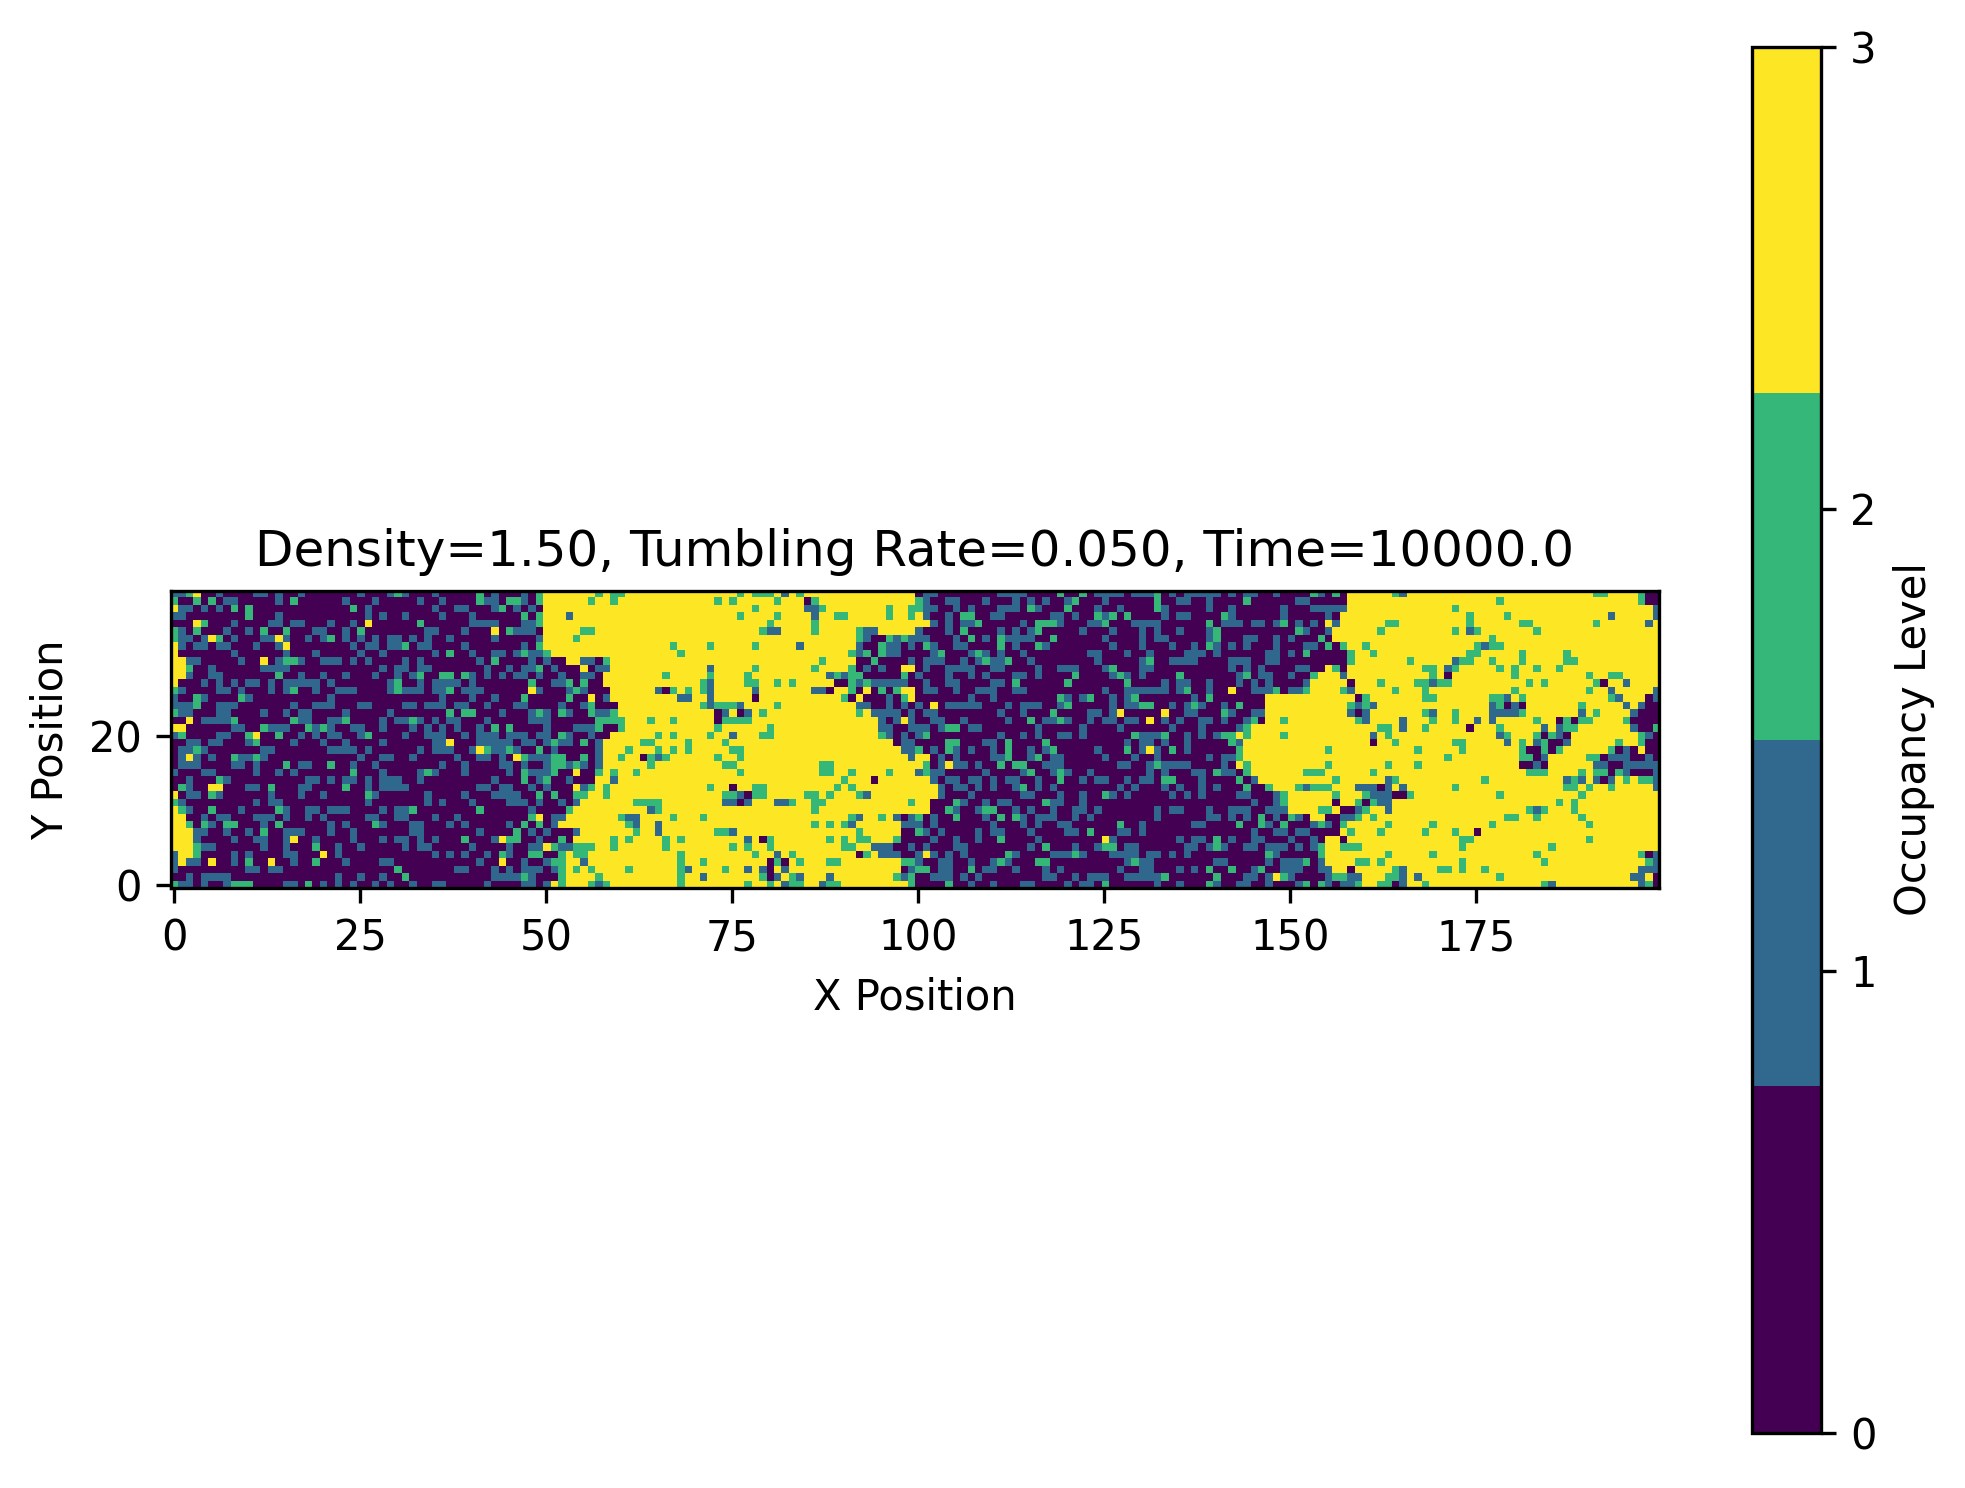 Density=1.50, Tumbling Rate=0.050, Time=10000.0
Y Position
20
0
0 25 50 75 100 125 150 175
X Position
3
2
1
0
Occupancy Level